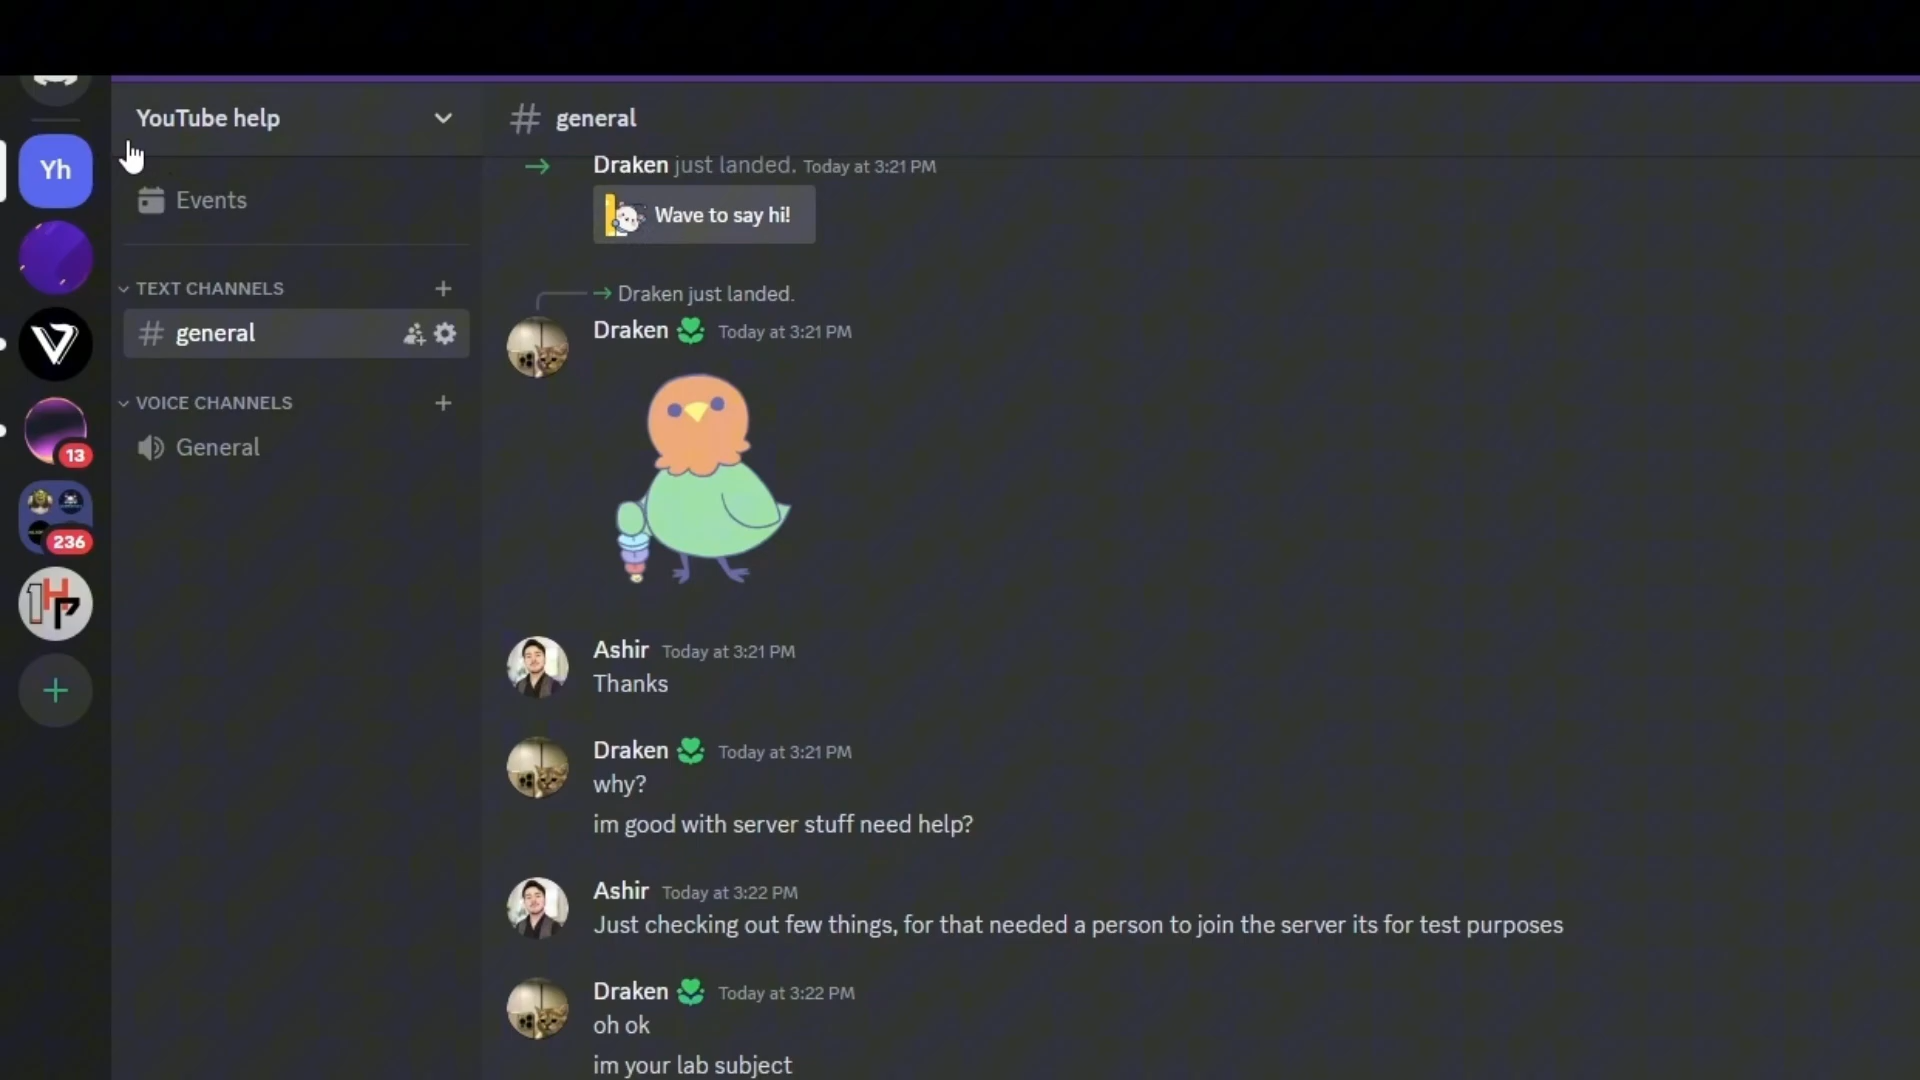 YouTube help
general
Yh
Draken just landed. Today at 3:21 PM
Events
Wave to say hi!
TEXT CHANNELS
Draken just landed.
general
Draken Today at 3:21 PM
V
VOICE CHANNELS
General
13
236
1HP
Ashir Today at 3:21 PM
Thanks
Draken Today at 3:21 PM
why?
im good with server stuff need help?
Ashir Today at 3:22 PM
Just checking out few things, for that needed a person to join the server its for test purposes
Draken Today at 3:22 PM
oh ok
im your lab subject